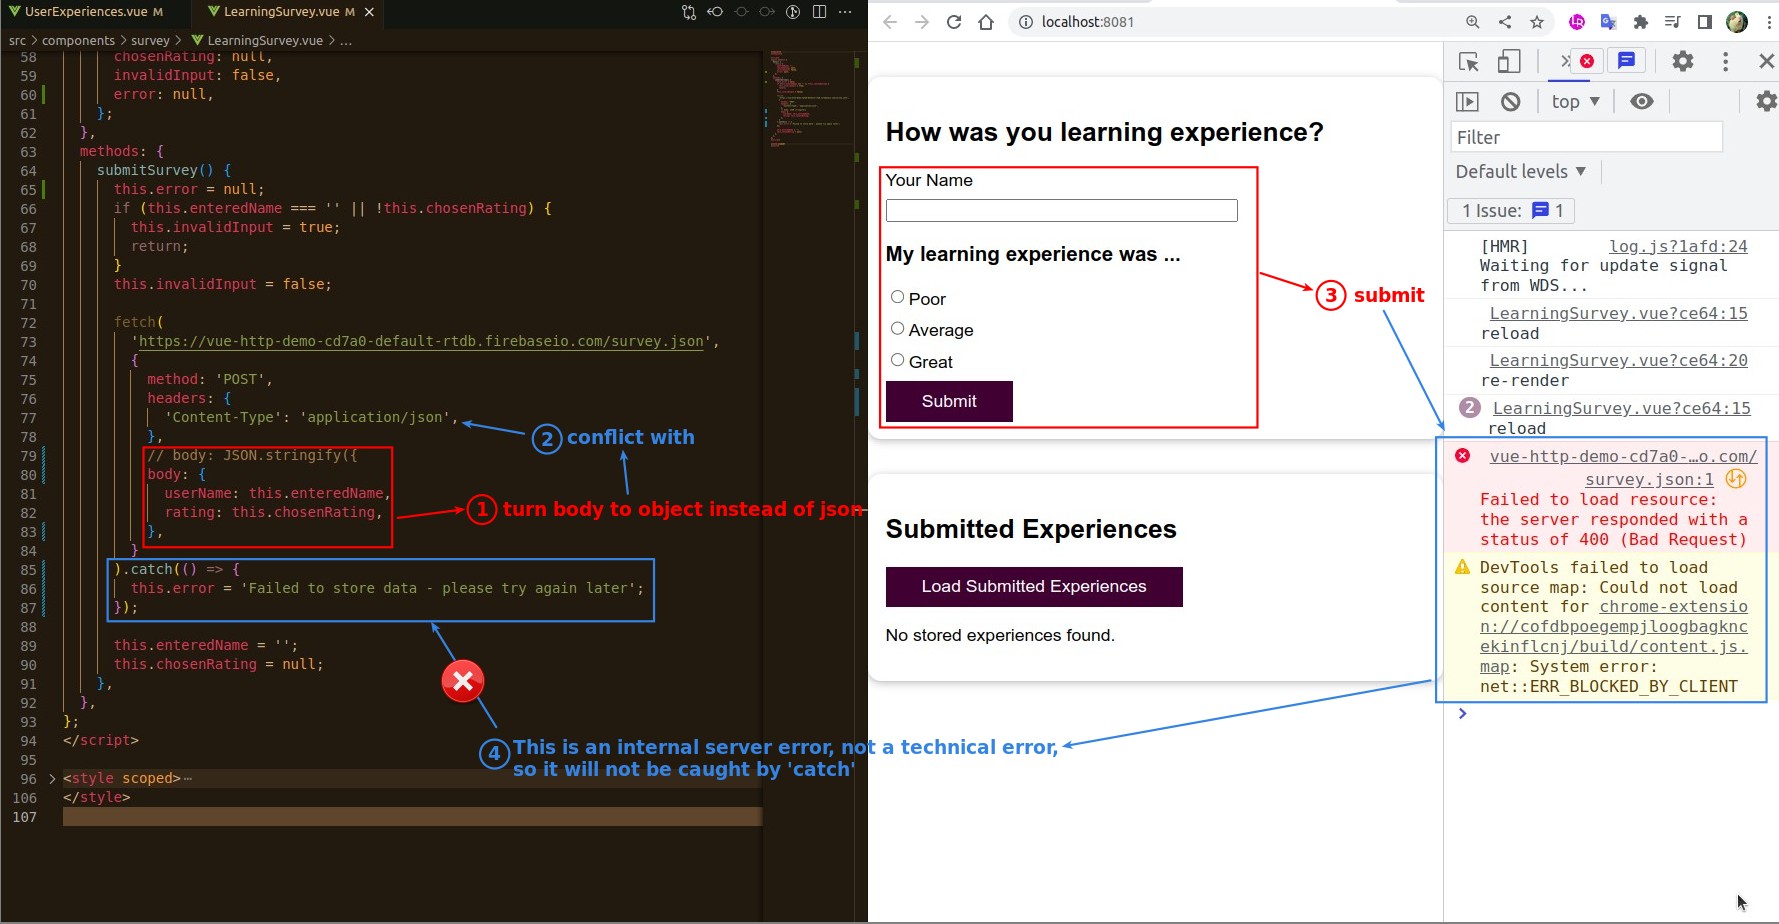 UserExperiences.vue M
LearningSurvey.vue M
src > components > survey > LearningSurvey.vue > ...
58 chosenRating: null,
59 invalidInput: false,
60 error: null,
61 };
62 },
63 methods: {
64 submitSurvey() {
65 this.error = null;
66 if (this.enteredName === '' || !this.chosenRating) {
67 this.invalidInput = true;
68 return;
69 }
70 this.invalidInput = false;
71
72 fetch(
73 'https://vue-http-demo-cd7a0-default-rtdb.firebaseio.com/survey.json',
74 {
75 method: 'POST',
76 headers: {
77 'Content-Type': 'application/json',
78 },
79 // body: JSON.stringify({
80 body: {
81 userName: this.enteredName,
82 rating: this.chosenRating,
83 },
84 }
85 ).catch(() => {
86 this.error = 'Failed to store data - please try again later';
87 });
88
89 this.enteredName = '';
90 this.chosenRating = null;
91 },
92 },
93 };
94 </script>
95
96 <style scoped>⋯
106 </style>
107
2 conflict with
1 turn body to object instead of json
4 This is an internal server error, not a technical error,
so it will not be caught by 'catch'
localhost:8081
How was you learning experience?
Your Name
My learning experience was ...
Poor
Average
Great
Submit
3 submit
Submitted Experiences
Load Submitted Experiences
No stored experiences found.
top
Filter
Default levels
1 Issue: 1
[HMR] log.js?1afd:24
Waiting for update signal
from WDS...
LearningSurvey.vue?ce64:15
reload
LearningSurvey.vue?ce64:20
re-render
2 LearningSurvey.vue?ce64:15
reload
vue-http-demo-cd7a0-…o.com/
survey.json:1
Failed to load resource:
the server responded with a
status of 400 (Bad Request)
DevTools failed to load
source map: Could not load
content for chrome-extensio
n://cofdbpoegempjloogbagknc
ekinflcnj/build/content.js.
map: System error:
net::ERR_BLOCKED_BY_CLIENT